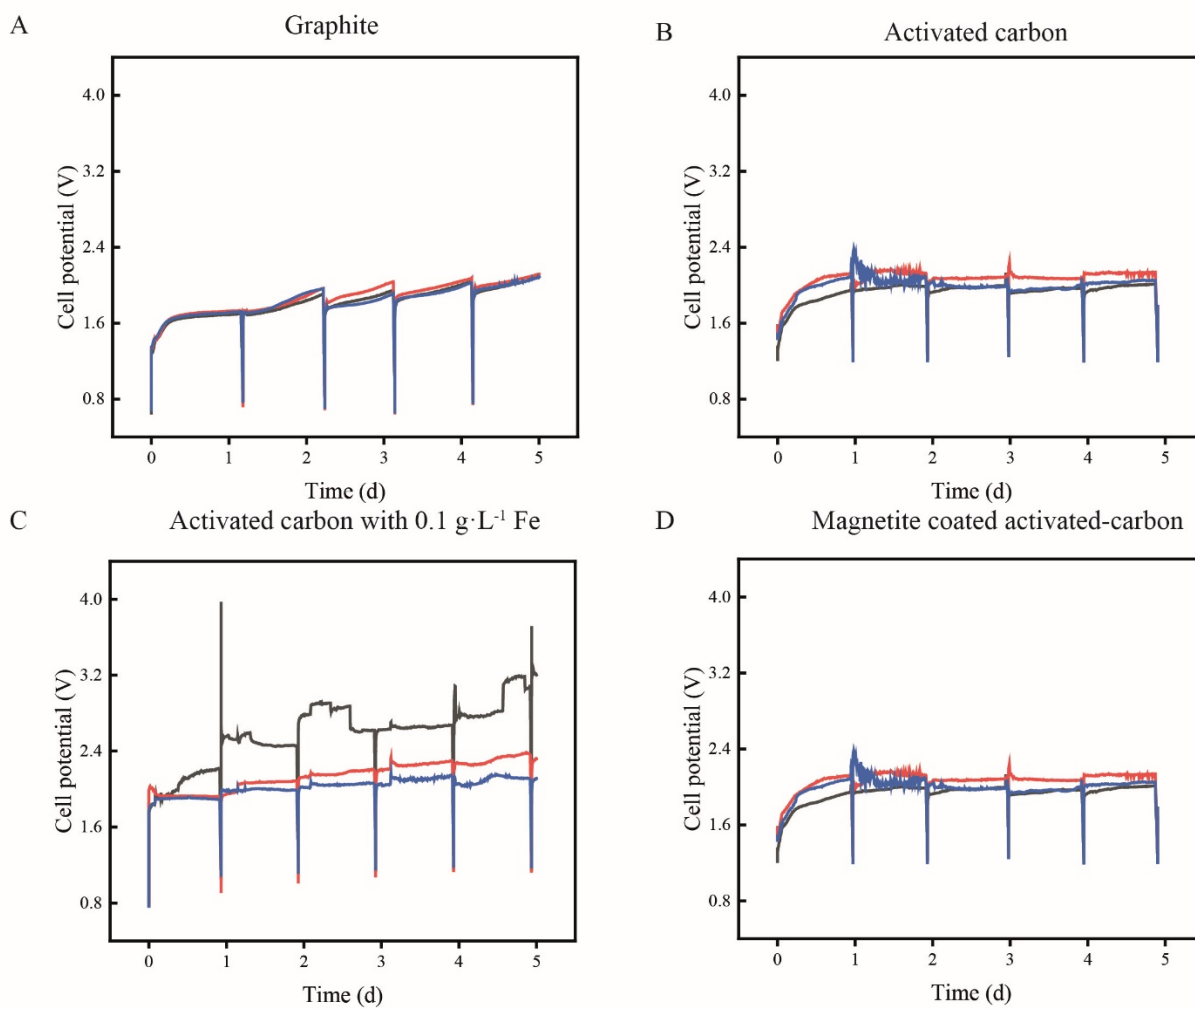 A
Graphite
Cell potential (V)
4.0
3.2
2.4
1.6
0.8
0 1 2 3 4 5
Time (d)
B
Activated carbon
Cell potential (V)
4.0
3.2
2.4
1.6
0.8
0 1 2 3 4 5
Time (d)
C
Activated carbon with 0.1 g·L⁻¹ Fe
Cell potential (V)
4.0
3.2
2.4
1.6
0.8
0 1 2 3 4 5
Time (d)
D
Magnetite coated activated-carbon
Cell potential (V)
4.0
3.2
2.4
1.6
0.8
0 1 2 3 4 5
Time (d)